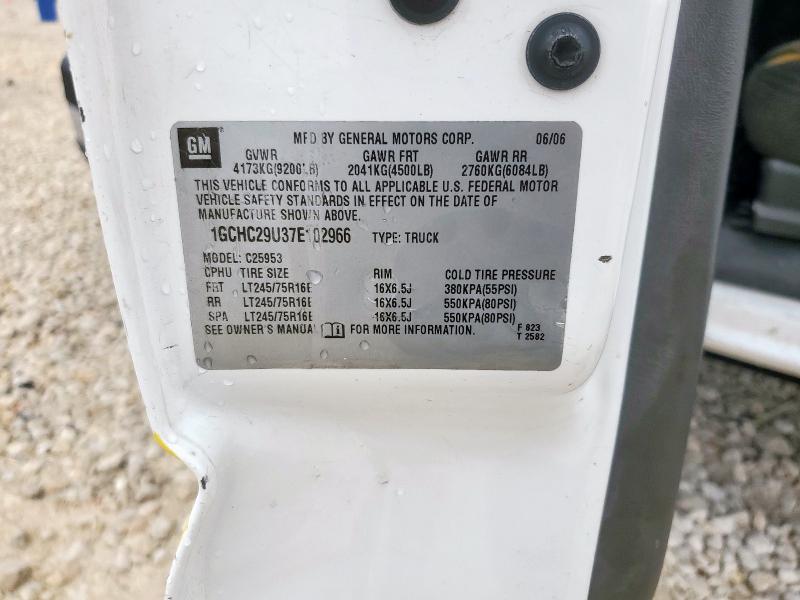 GM
MFD BY GENERAL MOTORS CORP. 06/06
GVWR GAWR FRT GAWR RR
4173KG(9200LB) 2041KG(4500LB) 2760KG(6084LB)
THIS VEHICLE CONFORMS TO ALL APPLICABLE U.S. FEDERAL MOTOR
VEHICLE SAFETY STANDARDS IN EFFECT ON THE DATE OF
MANUFACTURE SHOWN ABOVE.
1GCHC29U37E102966 TYPE: TRUCK
MODEL: C25953
CPHU TIRE SIZE RIM COLD TIRE PRESSURE
FRT LT245/75R16E 16X6.5J 380KPA(55PSI)
RR LT245/75R16E 16X6.5J 550KPA(80PSI)
SPA LT245/75R16E 16X6.5J 550KPA(80PSI)
SEE OWNER'S MANUAL FOR MORE INFORMATION.
F 823
T 2582